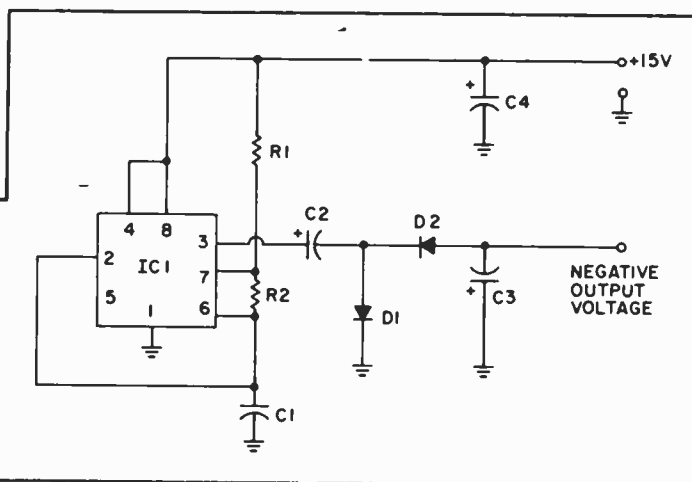 +15V
+
C4
R1
C2
D2
4 8
3
+
2
IC1
7
NEGATIVE
OUTPUT
VOLTAGE
R2
C3
5
1
6
D1
+
C1